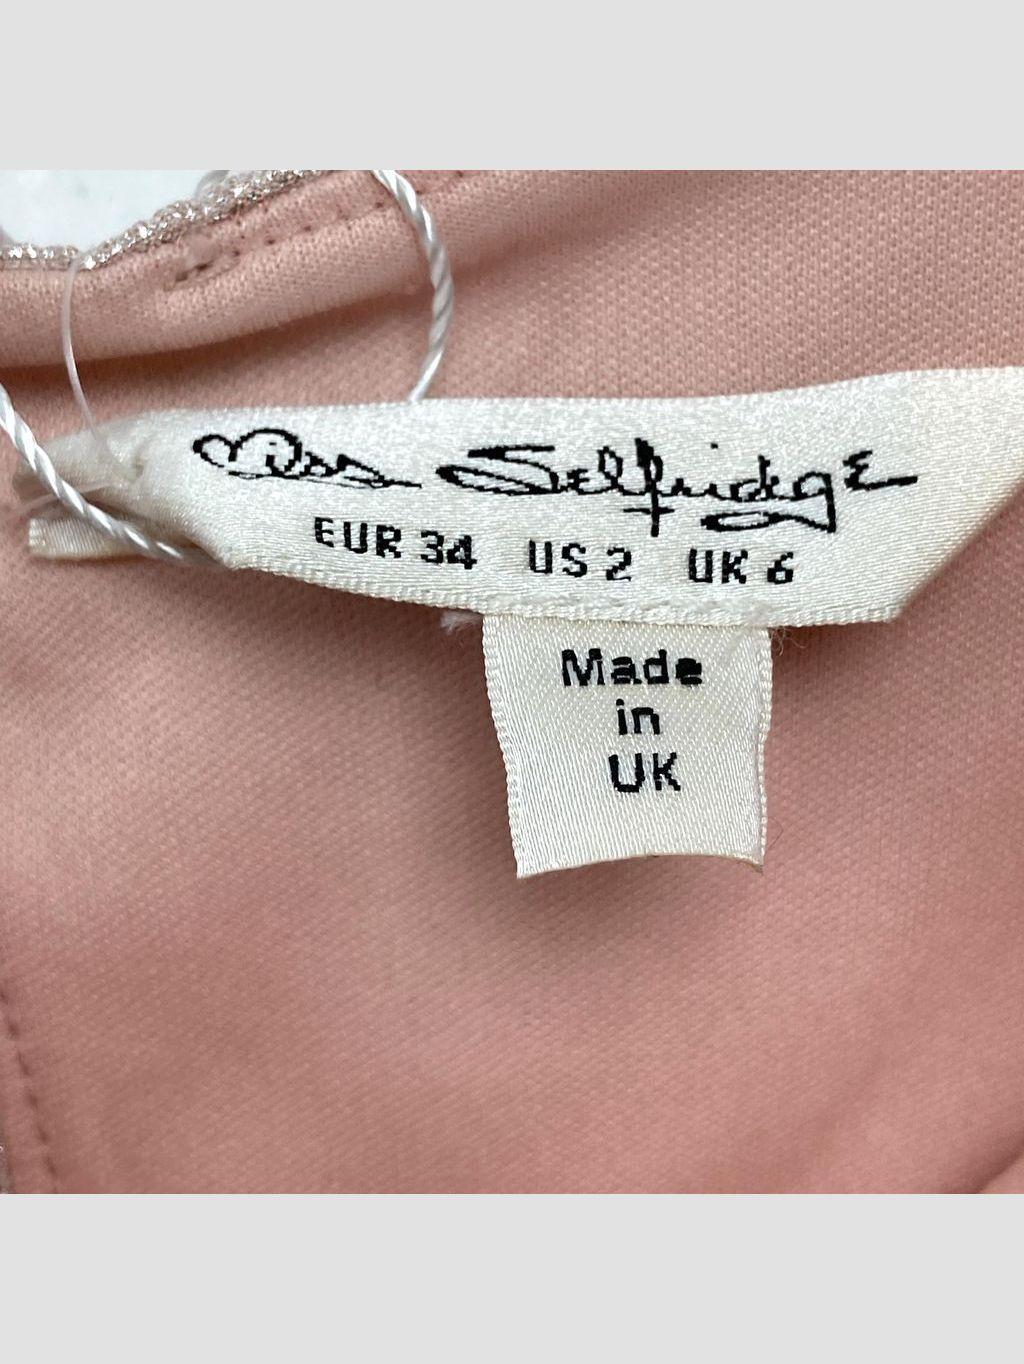 Miss Selfridge
EUR 34 US 2 UK 6
Made
in
UK